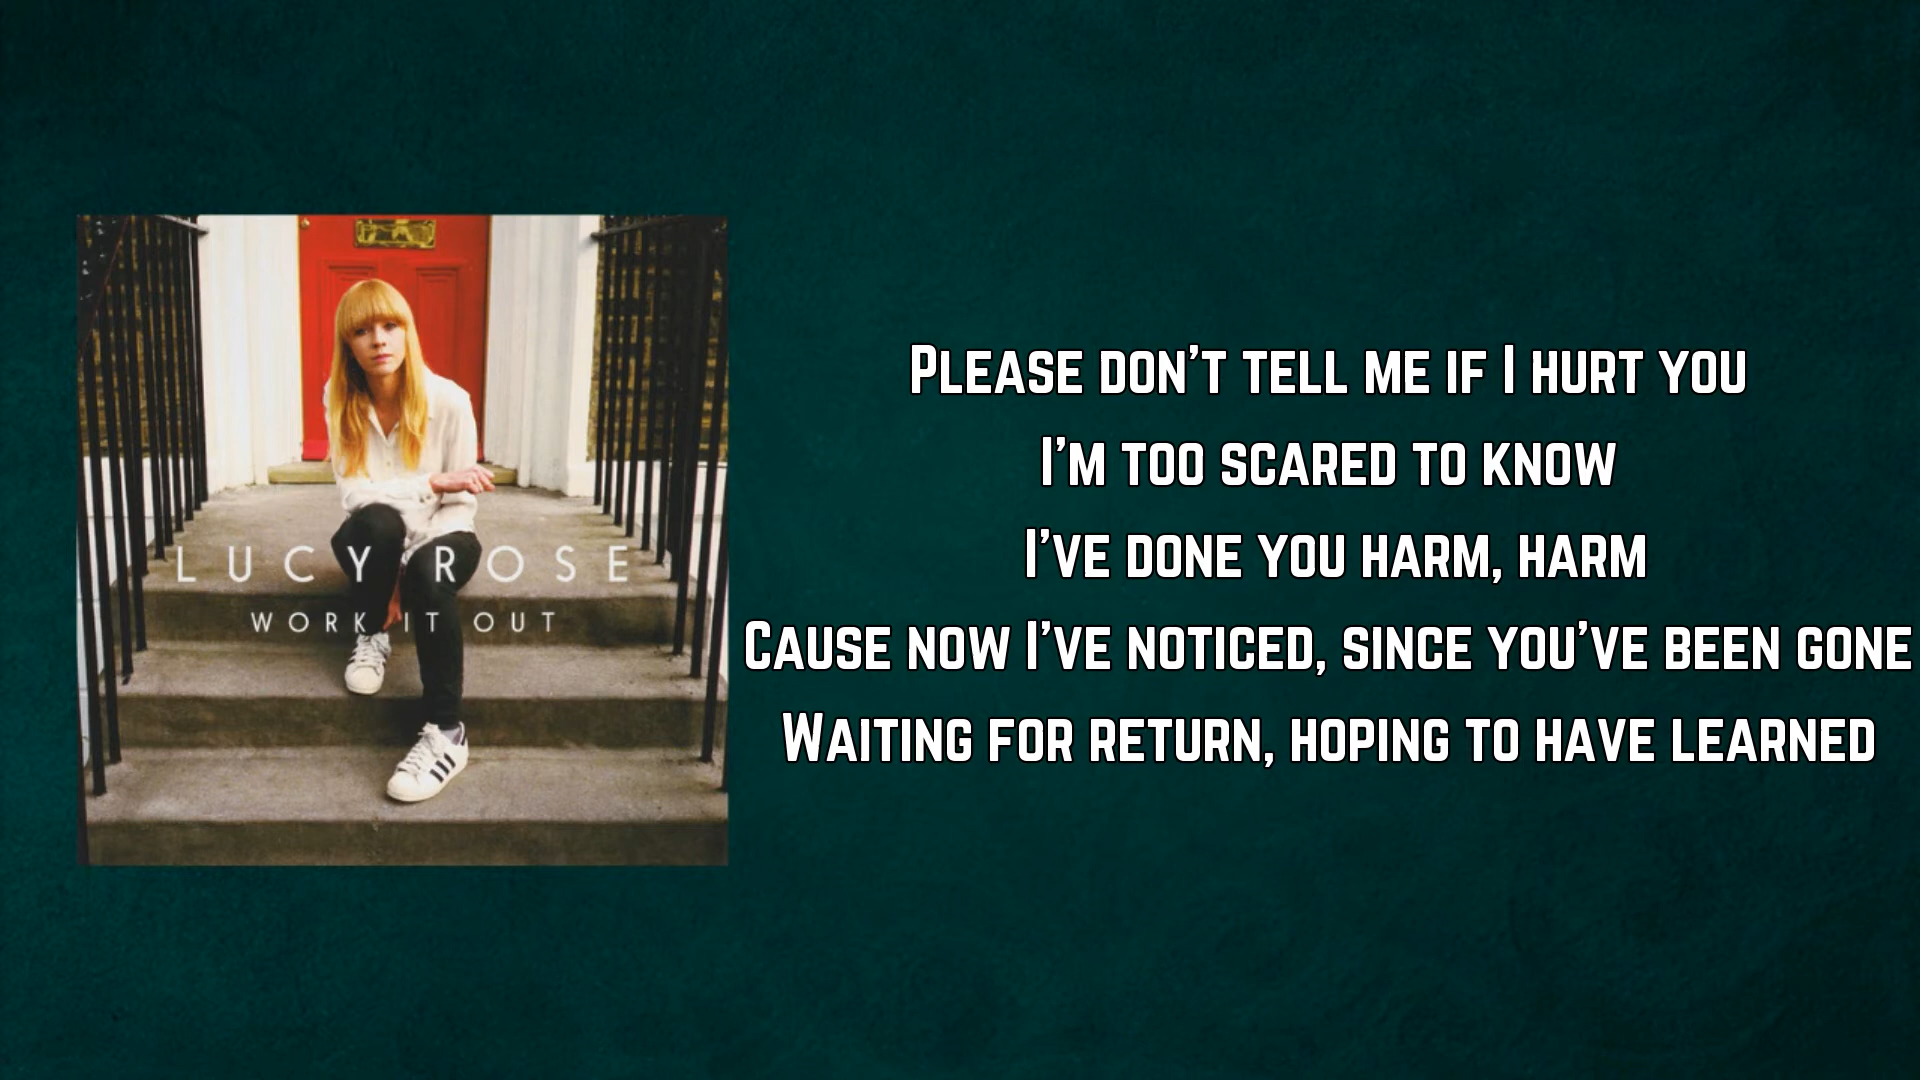 LUCY ROSE
WORK IT OUT
Please don't tell me if I hurt you
I'm too scared to know
I've done you harm, harm
Cause now I've noticed, since you've been gone
Waiting for return, hoping to have learned